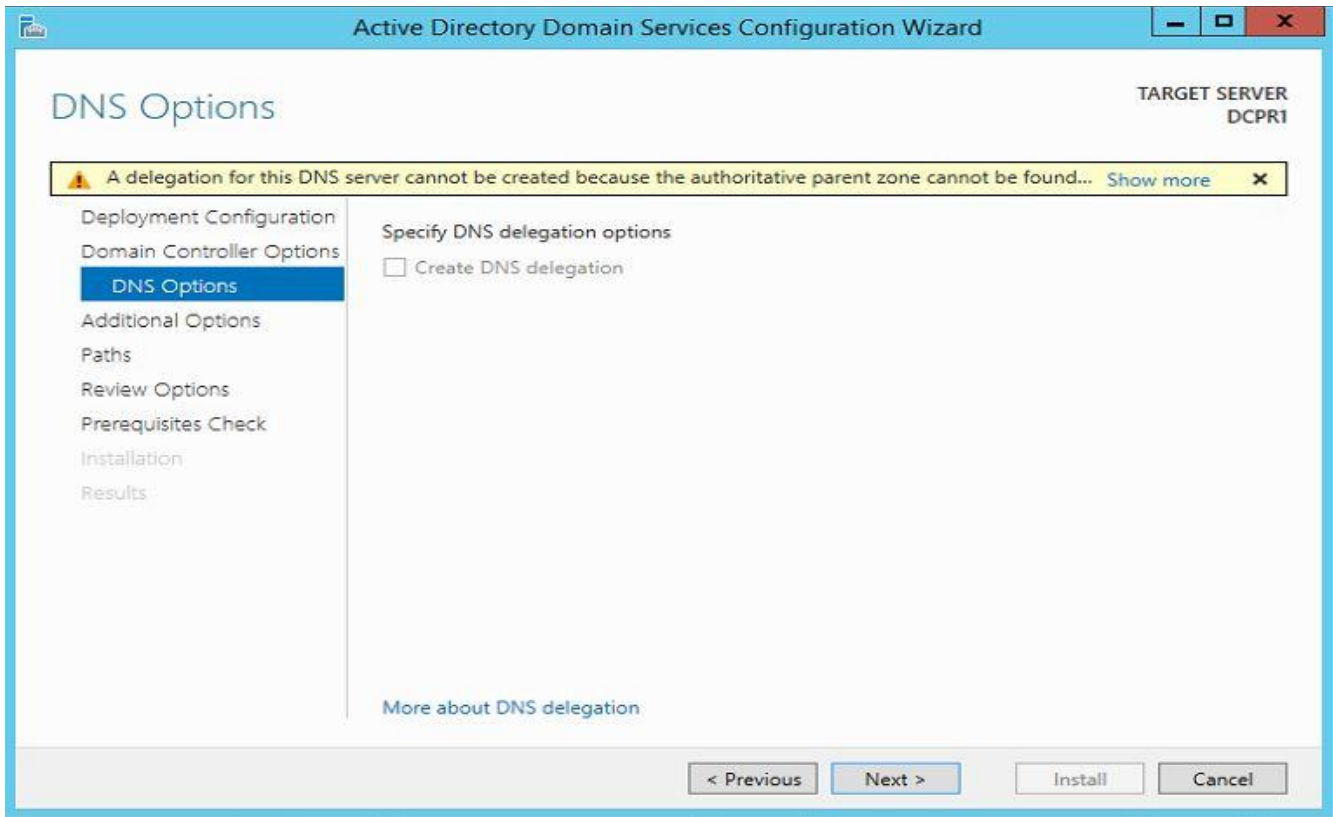 Active Directory Domain Services Configuration Wizard
DNS Options
TARGET SERVER
DCPR1
A delegation for this DNS server cannot be created because the authoritative parent zone cannot be found... Show more
Deployment Configuration
Domain Controller Options
DNS Options
Additional Options
Paths
Review Options
Prerequisites Check
Installation
Results
Specify DNS delegation options
Create DNS delegation
More about DNS delegation
< Previous Next > Install Cancel